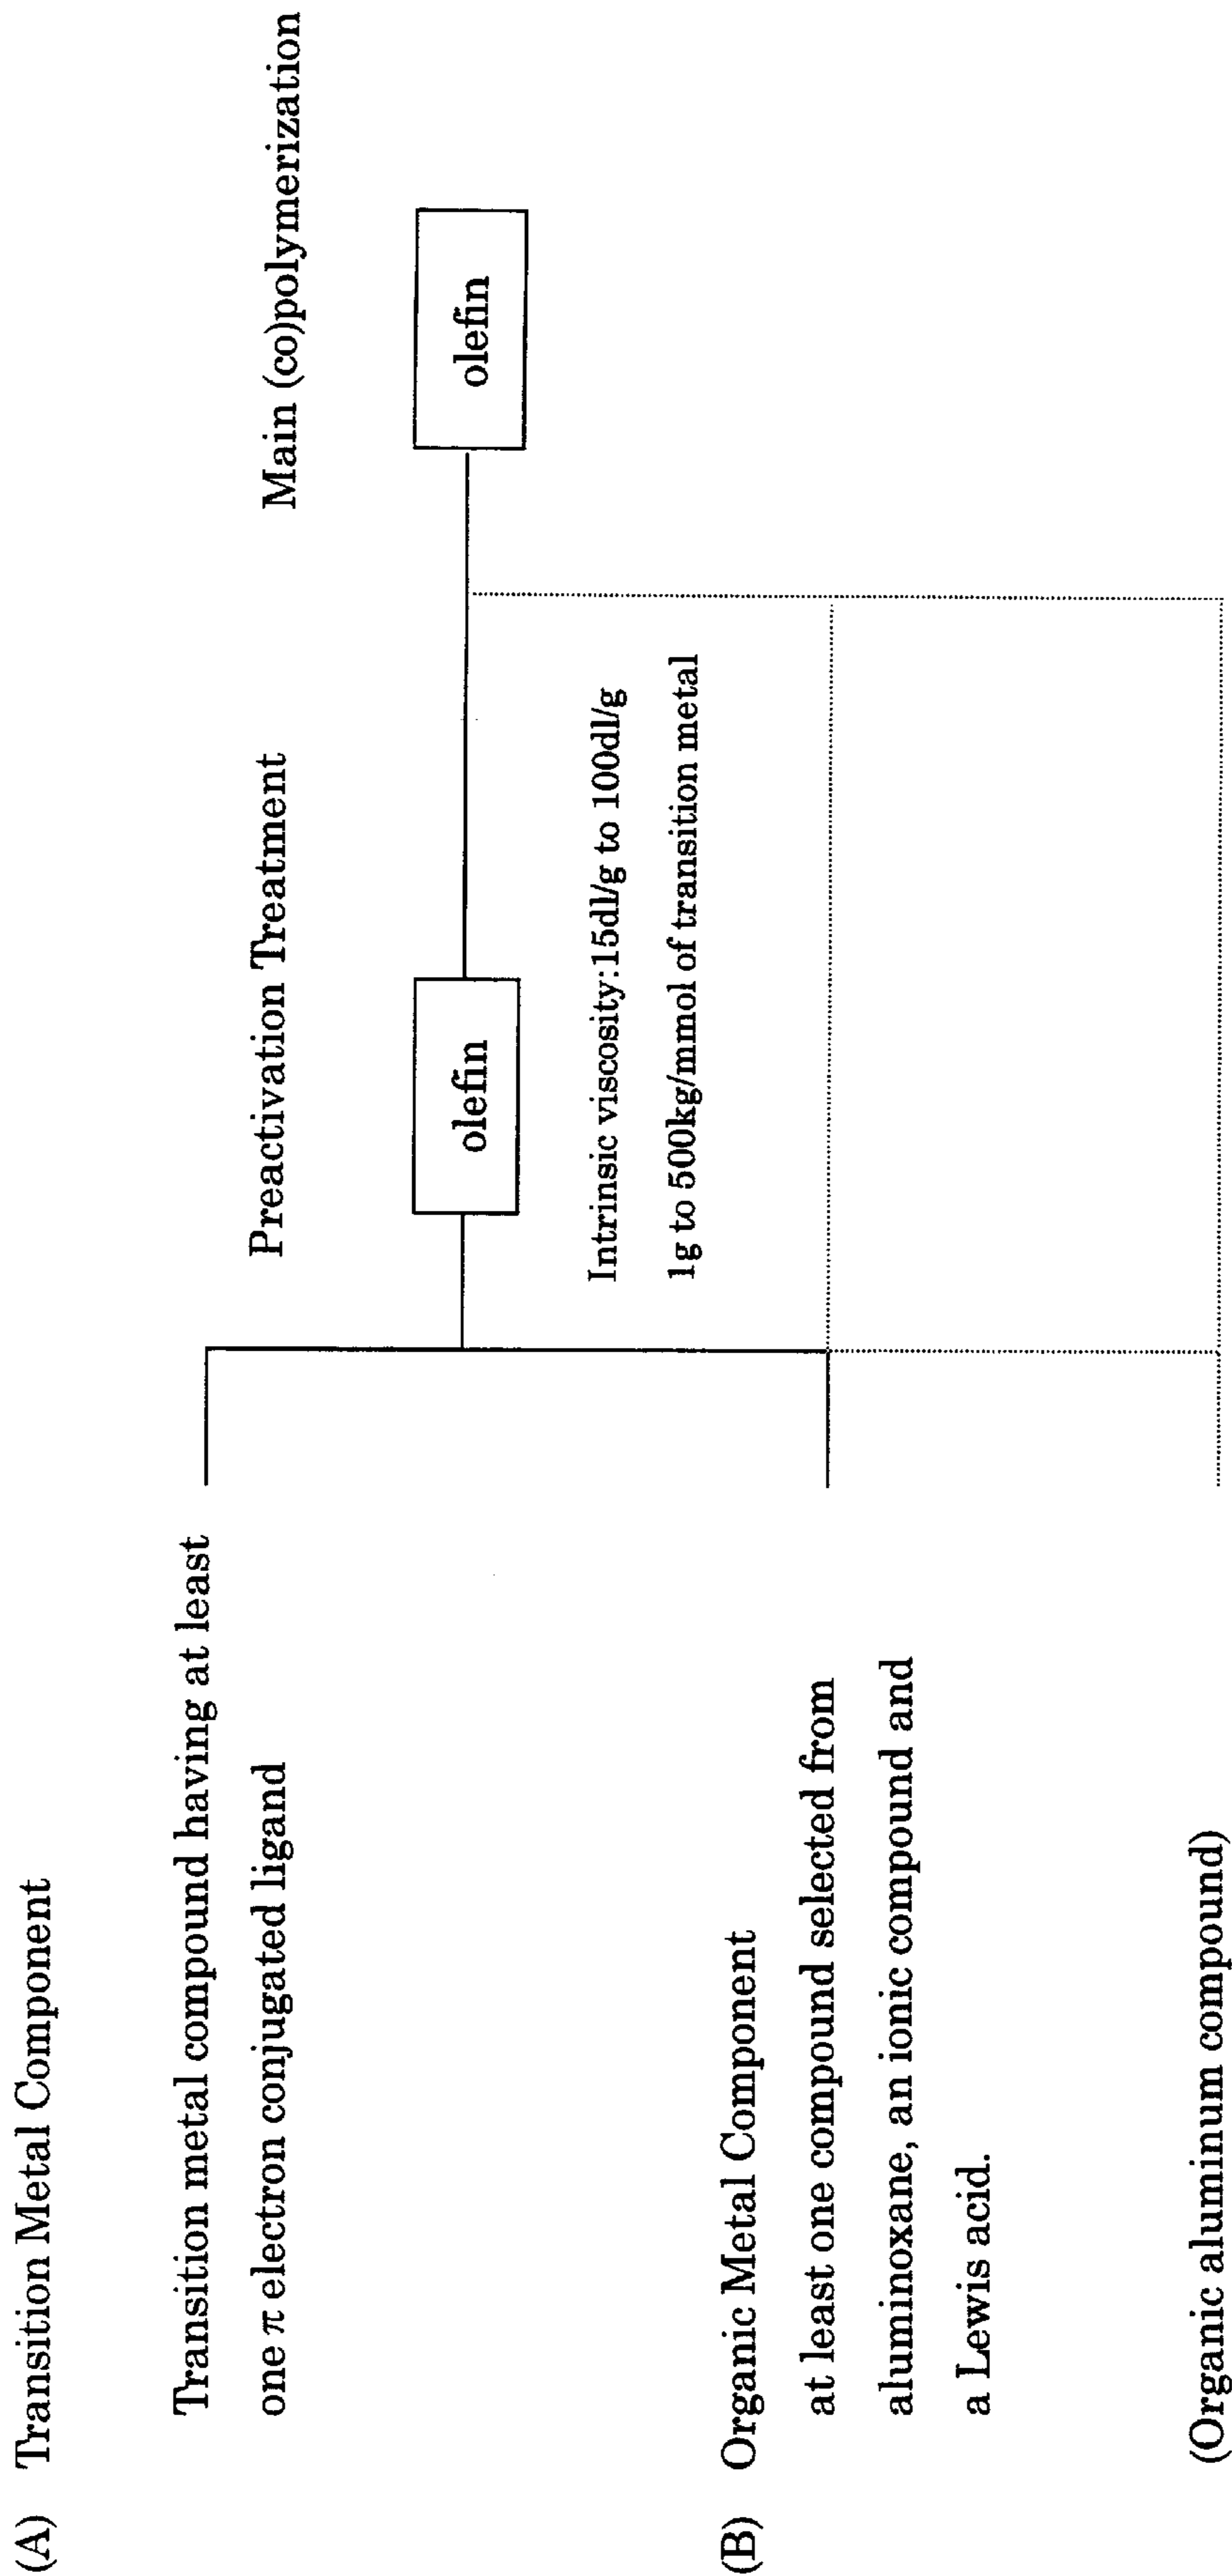 (A) Transition Metal Component
Transition metal compound having at least
one π electron conjugated ligand
(B) Organic Metal Component
at least one compound selected from
aluminoxane, an ionic compound and
a Lewis acid.
(Organic aluminum compound)
Preactivation Treatment
olefin
Intrinsic viscosity:15dl/g to 100dl/g
1g to 500kg/mmol of transition metal
Main (co)polymerization
olefin